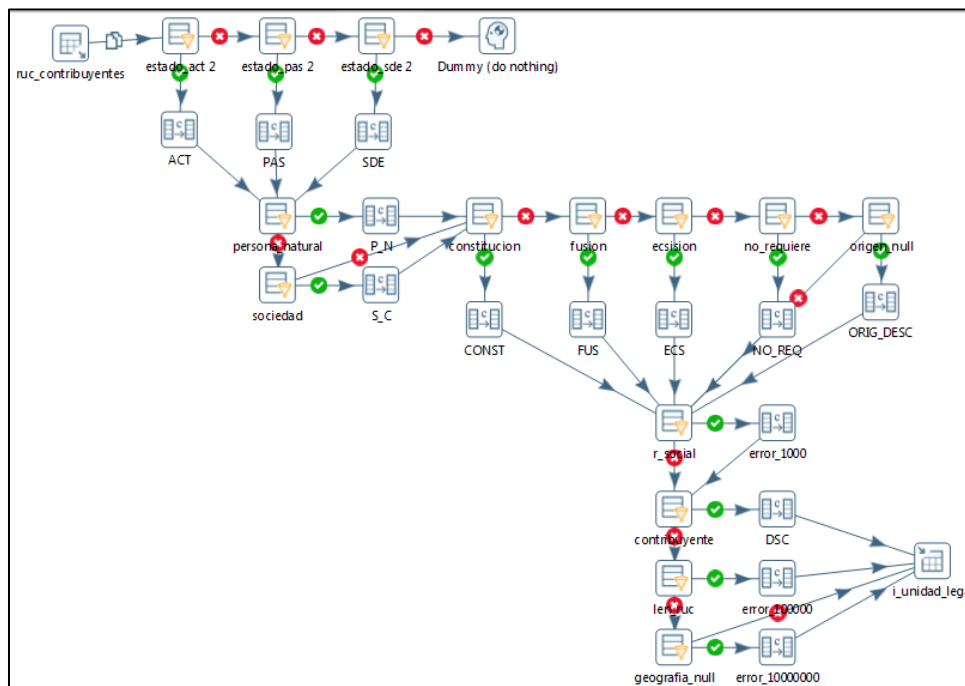 ruc_contribuyentes
estado_act 2
estado_pas 2
estado_sde 2
Dummy (do nothing)
ACT
PAS
SDE
persona_natural
P_N
constitucion
fusion
ecsision
no_requiere
origen_null
sociedad
S_C
CONST
FUS
ECS
NO_REQ
ORIG_DESC
r_social
error_1000
contribuyente
DSC
i_unidad_lega
len_ruc
error_100000
geografia_null
error_10000000